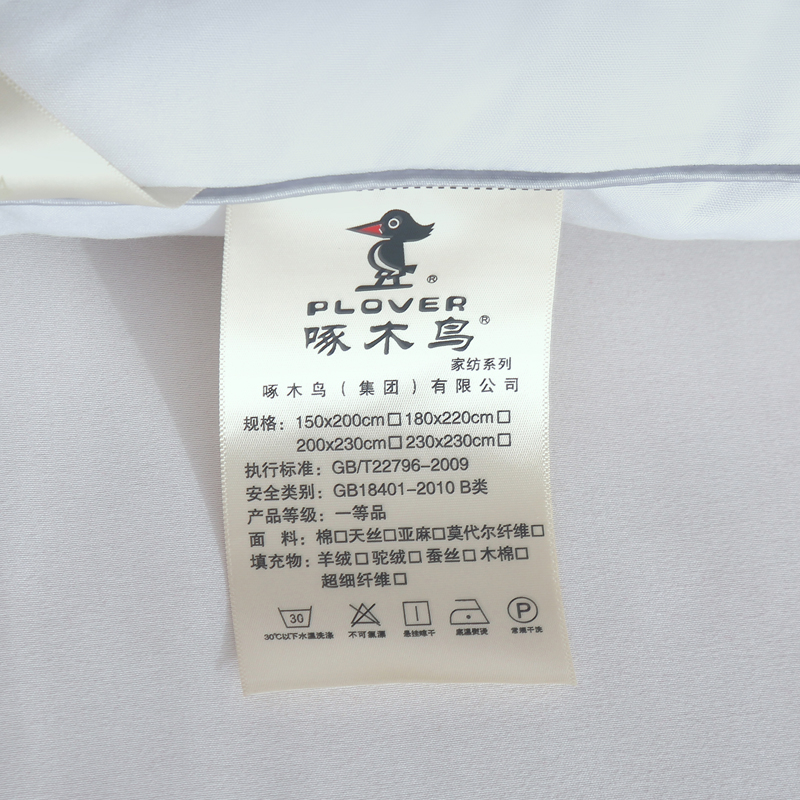 ®
PLOVER
啄木鸟®
家纺系列
啄木鸟(集团)有限公司
规格：150x200cm□180x220cm□
200x230cm□230x230cm□
执行标准：GB/T22796-2009
安全类别：GB18401-2010 B类
产品等级：一等品
面 料：棉□天丝□亚麻□莫代尔纤维□
填充物：羊绒□驼绒□蚕丝□木棉□
超细纤维□
30 P
30℃以下水温洗涤 不可氯漂 悬挂晾干 底温熨烫 常规干洗